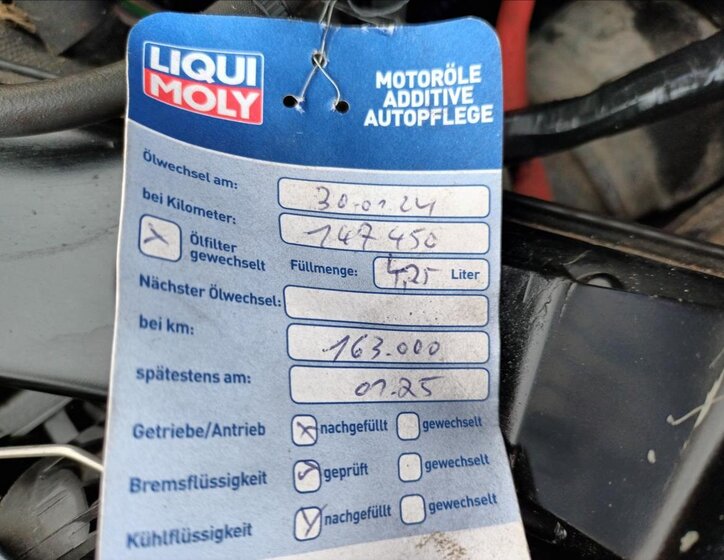 LIQUI
MOLY
MOTORÖLE
ADDITIVE
AUTOPFLEGE
Ölwechsel am: 30.01.24
bei Kilometer: 147450
Ölfilter
gewechselt
Füllmenge: 4,25 Liter
Nächster Ölwechsel:
bei km: 163.000
spätestens am: 01.25
Getriebe/Antrieb nachgefüllt gewechselt
Bremsflüssigkeit geprüft gewechselt
Kühlflüssigkeit nachgefüllt gewechselt